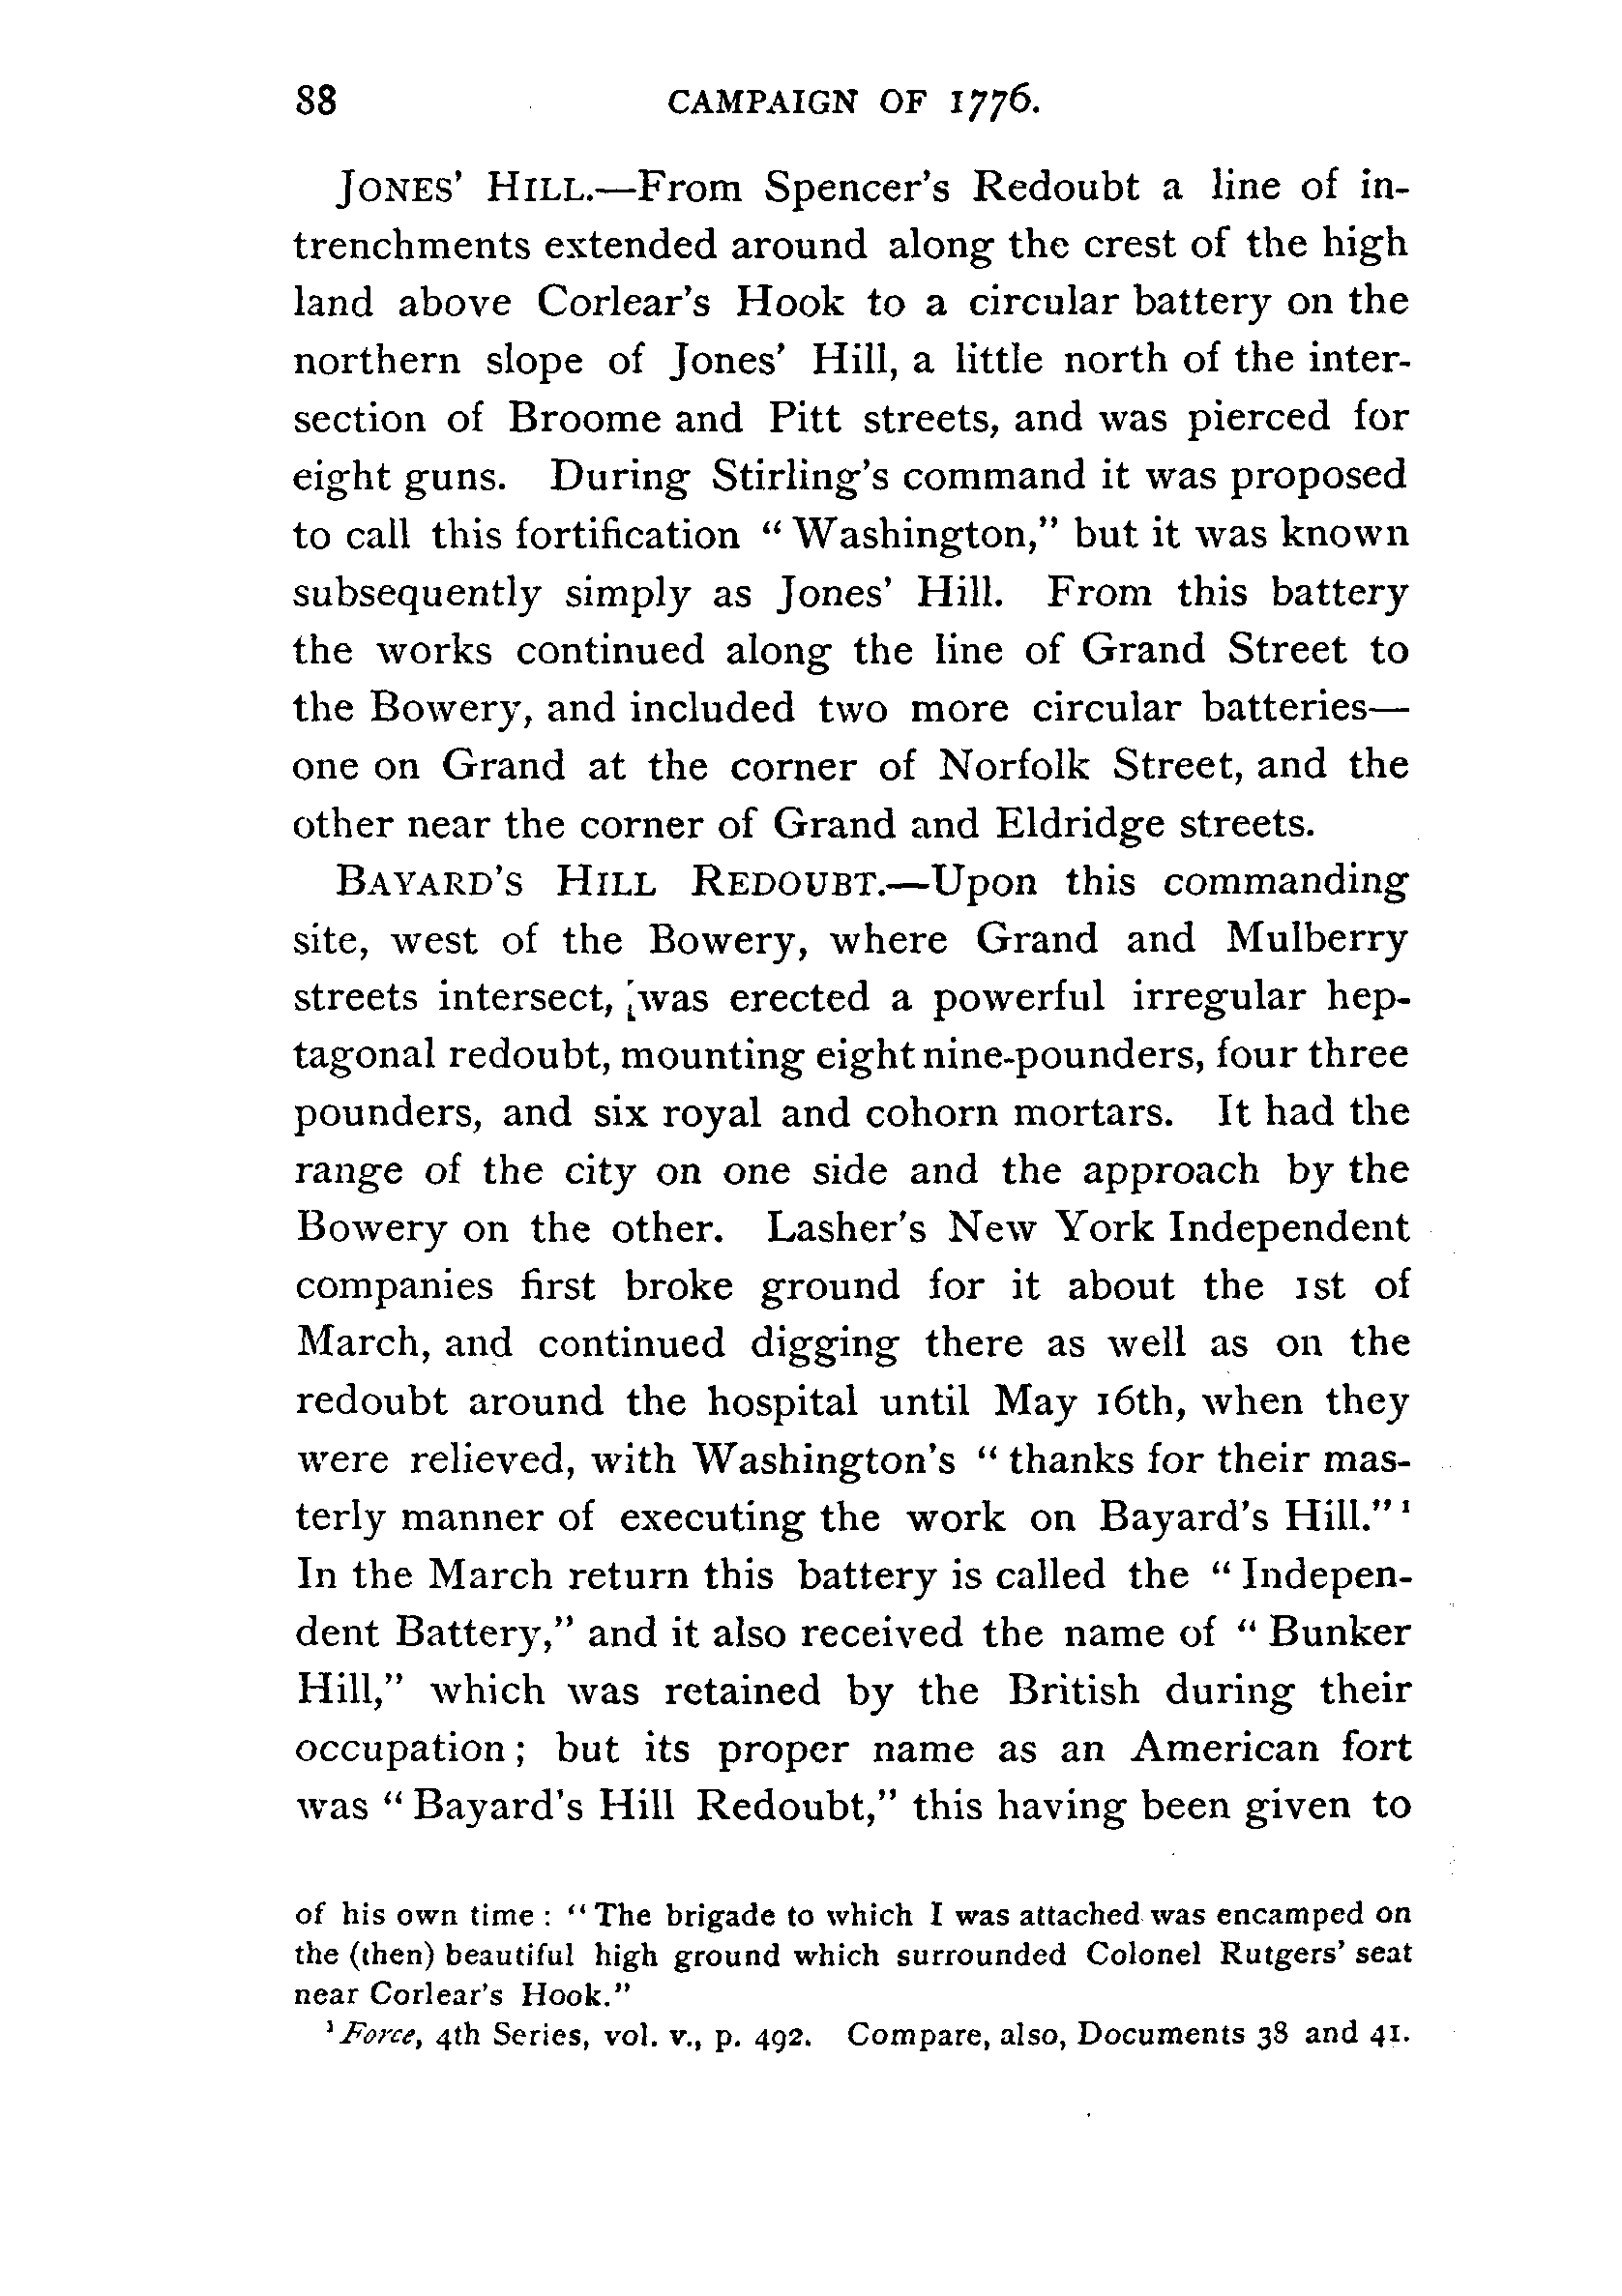 88 CAMPAIGN OF 1776.
JONES' HILL.—From Spencer's Redoubt a line of in-
trenchments extended around along the crest of the high
land above Corlear's Hook to a circular battery on the
northern slope of Jones' Hill, a little north of the inter-
section of Broome and Pitt streets, and was pierced for
eight guns. During Stirling's command it was proposed
to call this fortification “Washington,” but it was known
subsequently simply as Jones' Hill. From this battery
the works continued along the line of Grand Street to
the Bowery, and included two more circular batteries—
one on Grand at the corner of Norfolk Street, and the
other near the corner of Grand and Eldridge streets.
BAYARD'S HILL REDOUBT.—Upon this commanding
site, west of the Bowery, where Grand and Mulberry
streets intersect, [was erected a powerful irregular hep-
tagonal redoubt, mounting eight nine-pounders, four three
pounders, and six royal and cohorn mortars. It had the
range of the city on one side and the approach by the
Bowery on the other. Lasher's New York Independent
companies first broke ground for it about the 1st of
March, and continued digging there as well as on the
redoubt around the hospital until May 16th, when they
were relieved, with Washington's “thanks for their mas-
terly manner of executing the work on Bayard's Hill.”¹
In the March return this battery is called the “Indepen-
dent Battery,” and it also received the name of “Bunker
Hill,” which was retained by the British during their
occupation; but its proper name as an American fort
was “Bayard's Hill Redoubt,” this having been given to
of his own time: “The brigade to which I was attached was encamped on
the (then) beautiful high ground which surrounded Colonel Rutgers' seat
near Corlear's Hook.”
¹ Force, 4th Series, vol. v., p. 492. Compare, also, Documents 38 and 41.